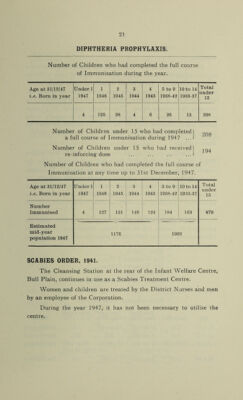 21
DIPHTHERIA PROPHYLAXIS.
Number of Children who had completed the full course
of Immunisation during the year.
Age at 31/12/47 Under 1 1 2 3 4 5 to 9 10 to 14 Total under 15
i.e. Born in year 1947 1946 1945 1944 1943 1938-42 1933-37
4 120 38 4 6 26 12 208
Number of Children under 15 who had completed
a full course of Immunisation during 1947 ... 208
Number of Children under 15 who had received
re-inforcing dose ... ... ... ... 194
Number of Children who had completed the full course of
Immunisation at any time up to 31st December, 1947.
Age at 31/12/47 Under 1 1 2 3 4 5 to 9 10 to 14 Total under 15
i.e. Born in year 1947 1946 1945 1944 1943 1938-42 1933-37
Number
Immunised 4 127 131 149 124 184 879
Estimated
mid-year
population 1947 1176
SCABIES ORDER, 1941.
The Cleansing Station at the rear of the Infant Welfare Centre,
Bull Plain, continues in use as a Scabies Treatment Centre.
Women and children are treated by the District Nurses and men
by an employee of the Corporation.
During the year 1947, it has not been necessary to utilise the
centre.